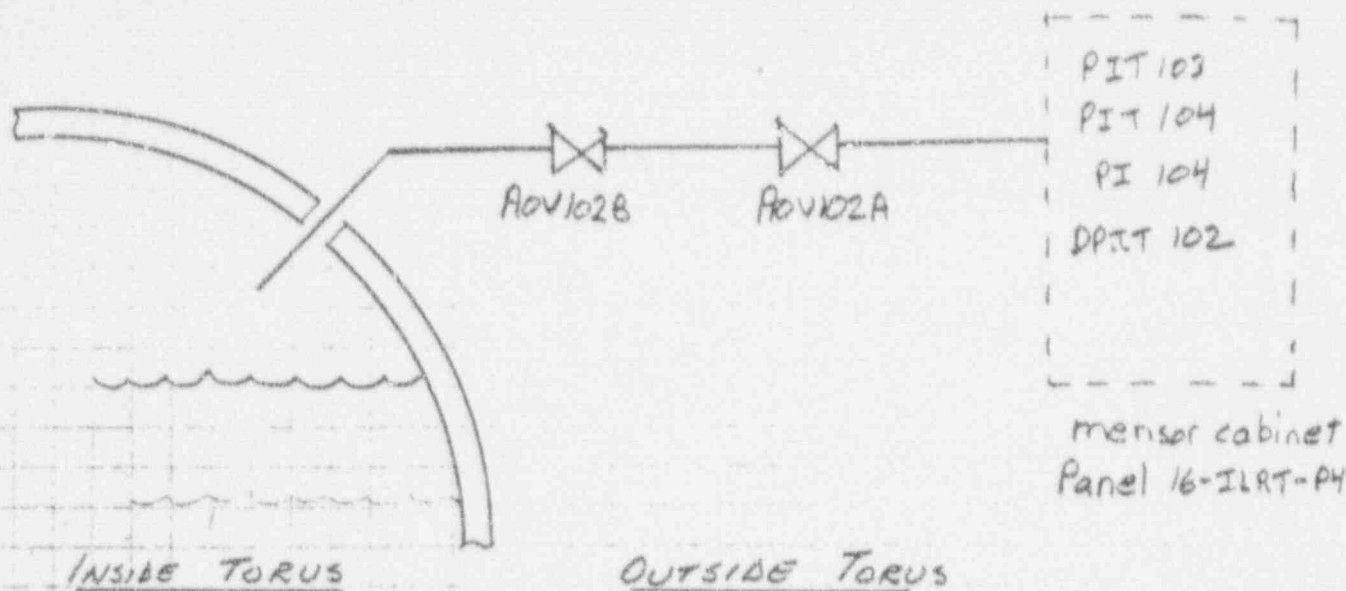 PIT 103
PIT 104
PI 104
DPIT 102
AOV102B
AOV102A
mensor cabinet
Panel 16-ILRT-P4
INSIDE TORUS
OUTSIDE TORUS